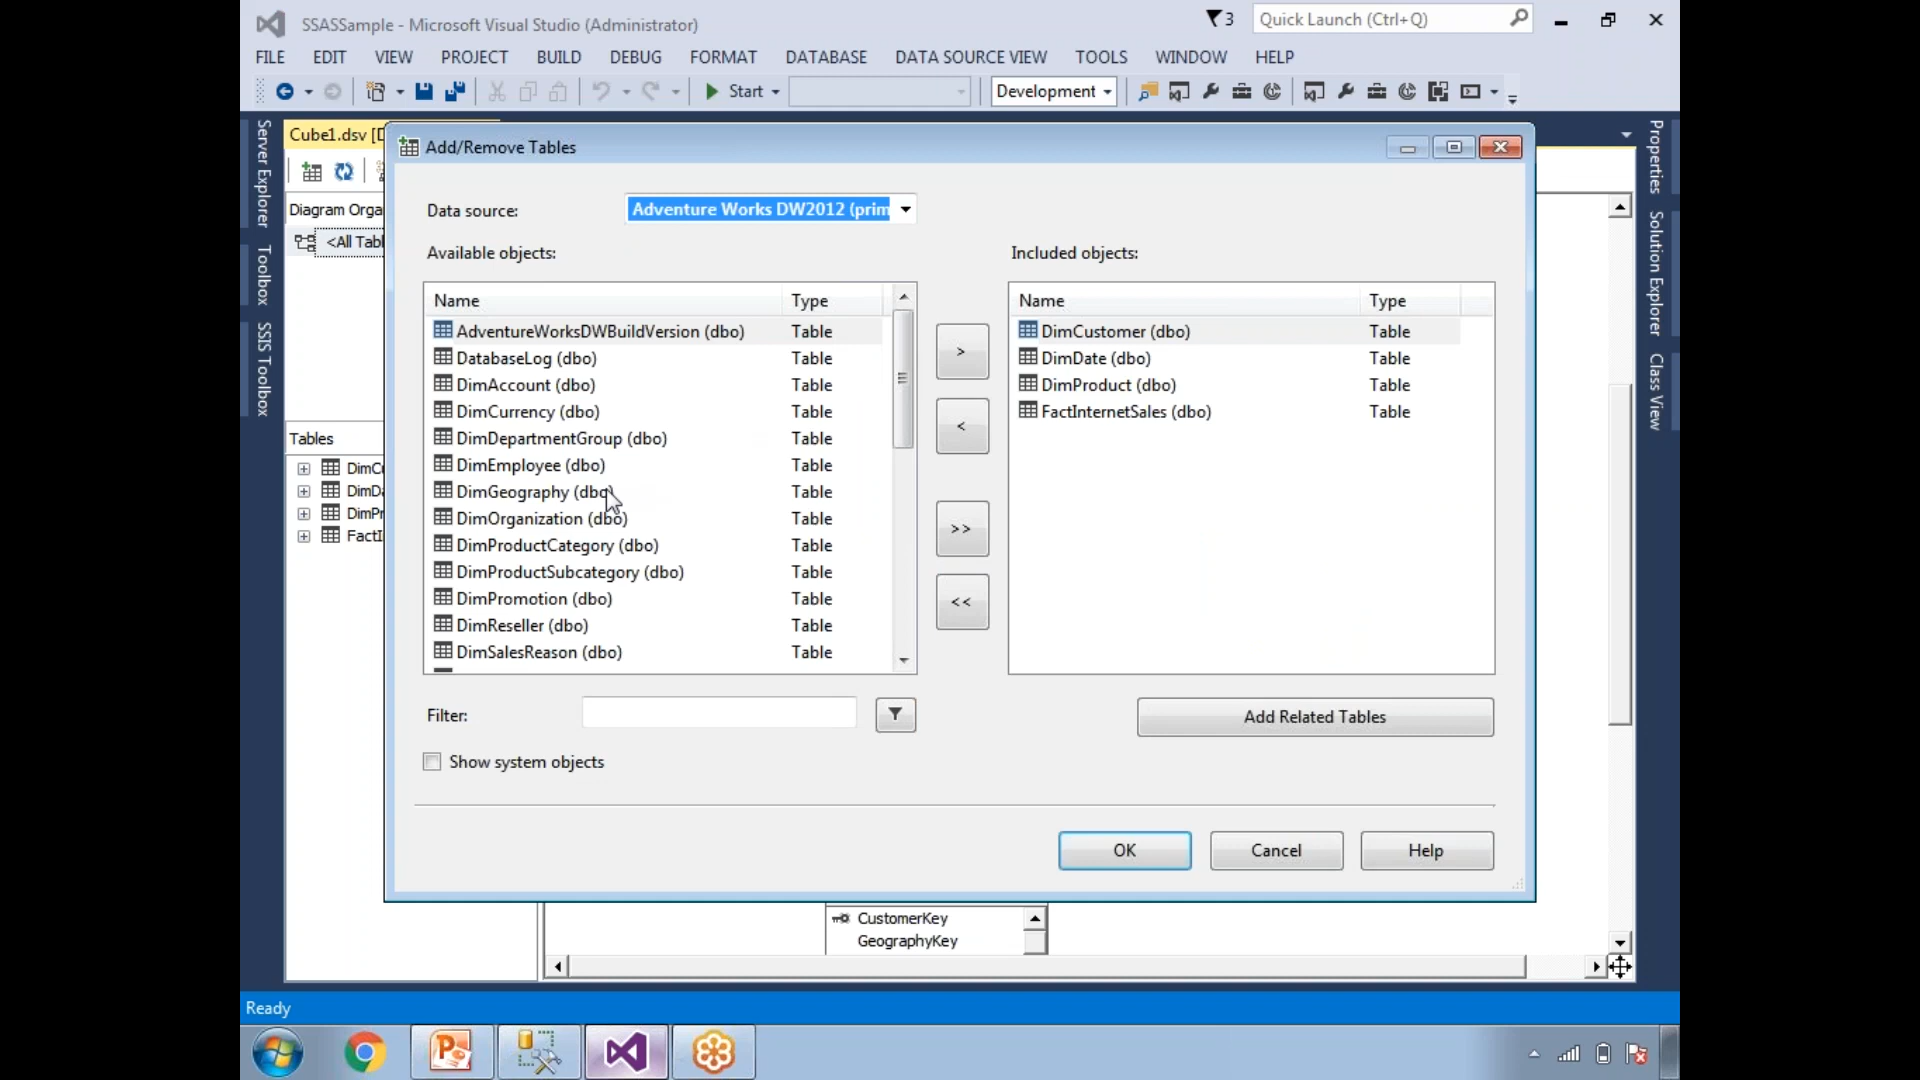 SSASSample - Microsoft Visual Studio (Administrator)
3
Quick Launch (Ctrl+Q)
FILE EDIT VIEW PROJECT BUILD DEBUG FORMAT DATABASE DATA SOURCE VIEW TOOLS WINDOW HELP
Start
Development
Server Explorer
Toolbox
SSIS Toolbox
Cube1.dsv [D
Diagram Orga
<All Tabl
Tables
DimCu
DimDa
DimPr
FactI
Add/Remove Tables
Data source:
Adventure Works DW2012 (prim
Available objects:
Name Type
AdventureWorksDWBuildVersion (dbo) Table
DatabaseLog (dbo) Table
DimAccount (dbo) Table
DimCurrency (dbo) Table
DimDepartmentGroup (dbo) Table
DimEmployee (dbo) Table
DimGeography (dbo) Table
DimOrganization (dbo) Table
DimProductCategory (dbo) Table
DimProductSubcategory (dbo) Table
DimPromotion (dbo) Table
DimReseller (dbo) Table
DimSalesReason (dbo) Table
>
<
>>
<<
Included objects:
Name Type
DimCustomer (dbo) Table
DimDate (dbo) Table
DimProduct (dbo) Table
FactInternetSales (dbo) Table
Filter:
Add Related Tables
Show system objects
OK Cancel Help
CustomerKey
GeographyKey
Properties
Solution Explorer
Class View
Ready